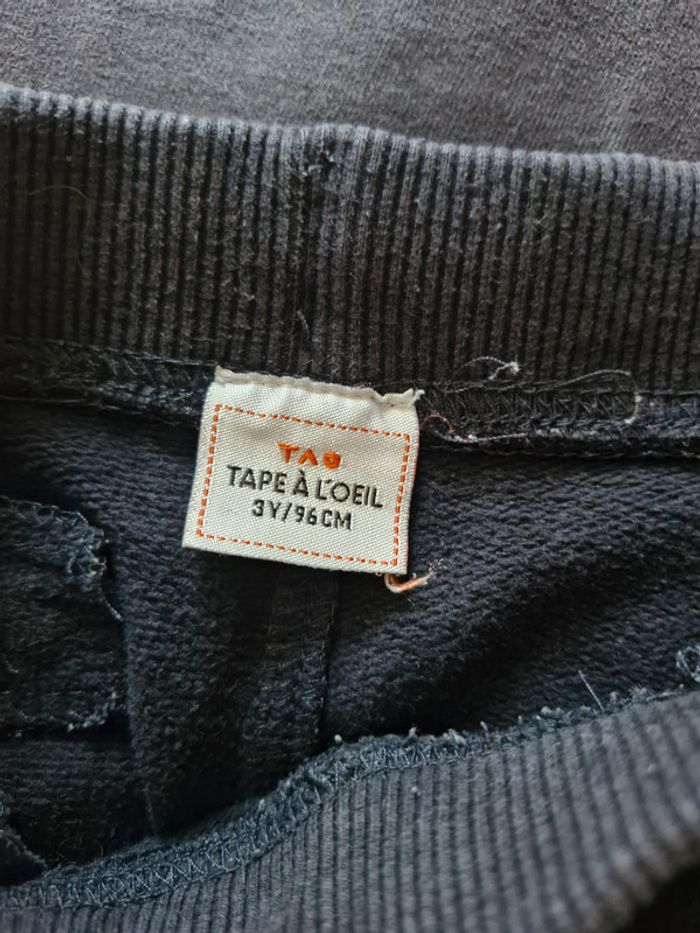 TAO
TAPE À L'OEIL
3Y/96CM